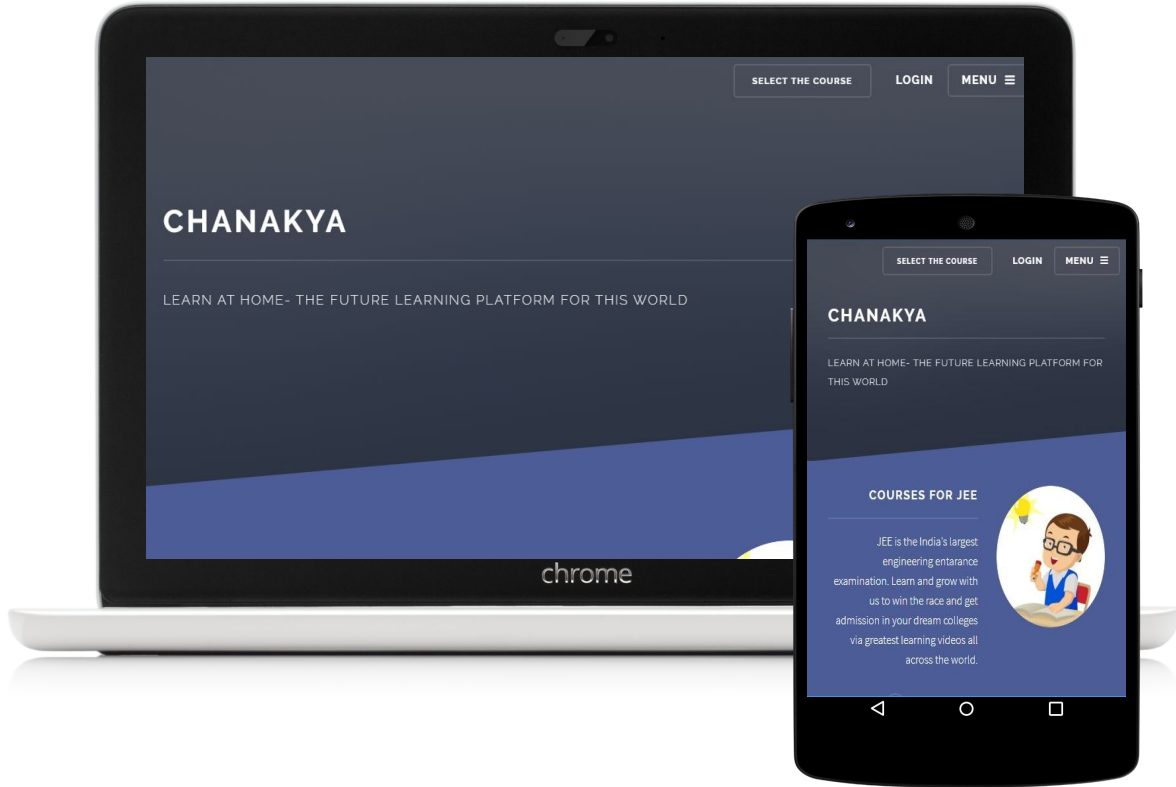 SELECT THE COURSE
LOGIN
MENU
CHANAKYA
LEARN AT HOME- THE FUTURE LEARNING PLATFORM FOR THIS WORLD
chrome
SELECT THE COURSE
LOGIN
MENU
CHANAKYA
LEARN AT HOME- THE FUTURE LEARNING PLATFORM FOR
THIS WORLD
COURSES FOR JEE
JEE is the India's largest
engineering entarance
examination. Learn and grow with
us to win the race and get
admission in your dream colleges
via greatest learning videos all
across the world.